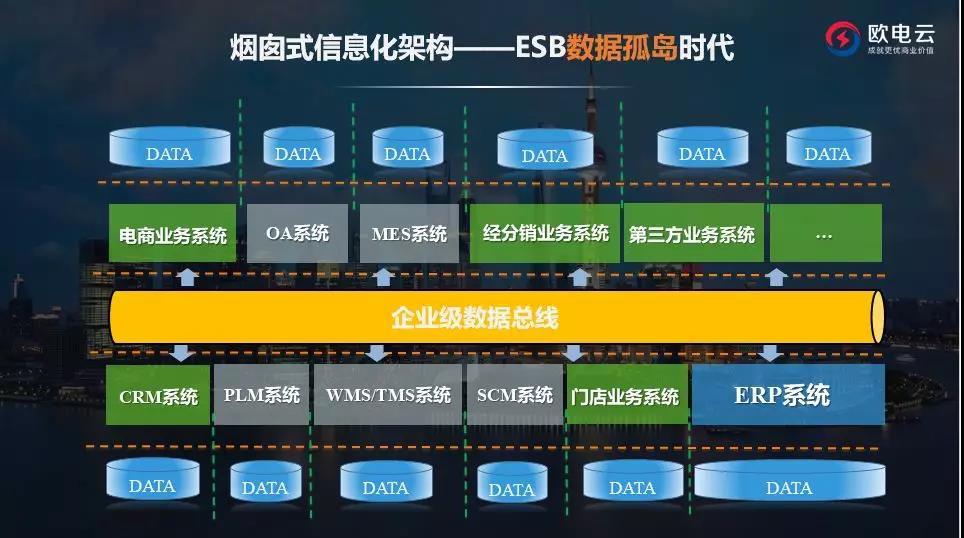 烟囱式信息化架构——ESB数据孤岛时代
欧电云
成就更优商业价值
DATA
DATA
DATA
DATA
DATA
DATA
电商业务系统
OA系统
MES系统
经分销业务系统
第三方业务系统
...
企业级数据总线
CRM系统
PLM系统
WMS/TMS系统
SCM系统
门店业务系统
ERP系统
DATA
DATA
DATA
DATA
DATA
DATA